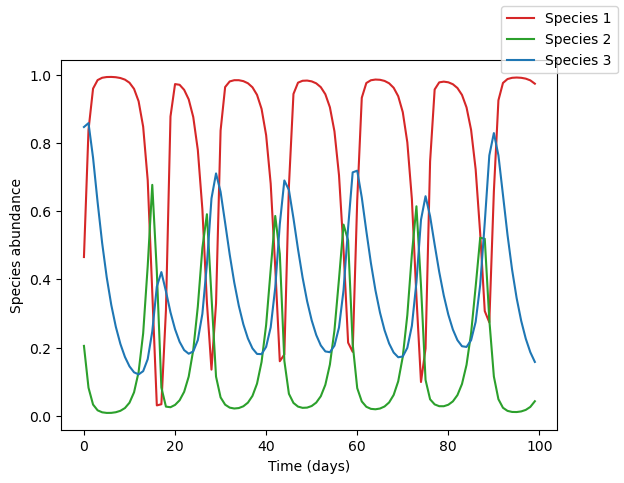 Species 1
Species 2
Species 3
1.0
0.8
0.6
0.4
0.2
0.0
Species abundance
0 20 40 60 80 100
Time (days)